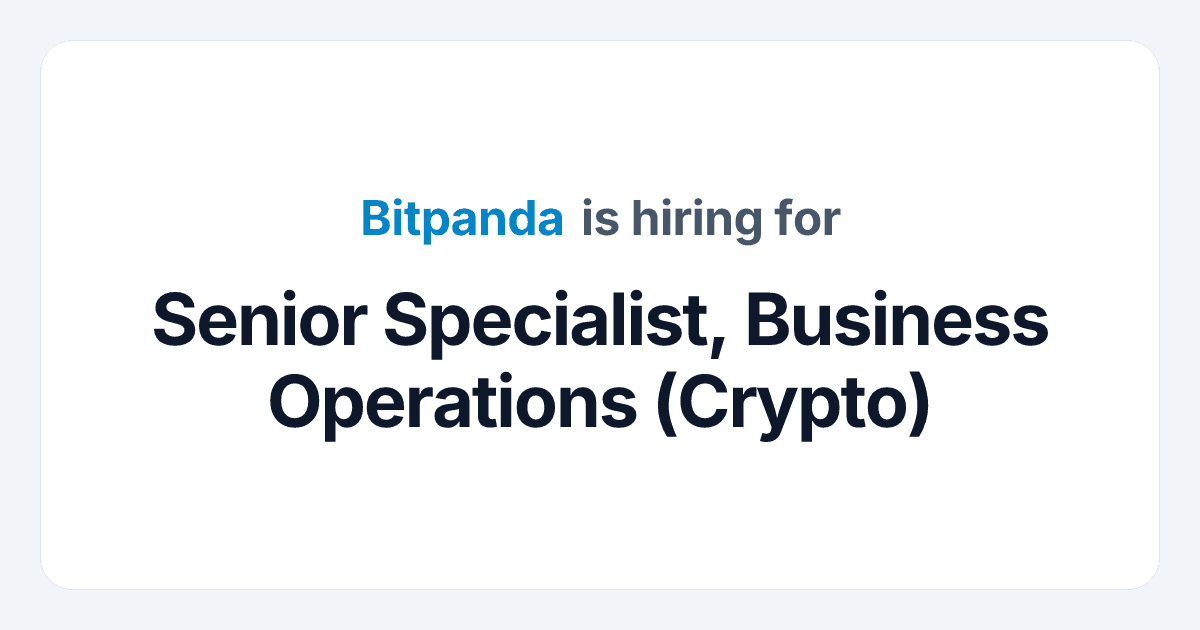 Bitpanda is hiring for
Senior Specialist, Business
Operations (Crypto)